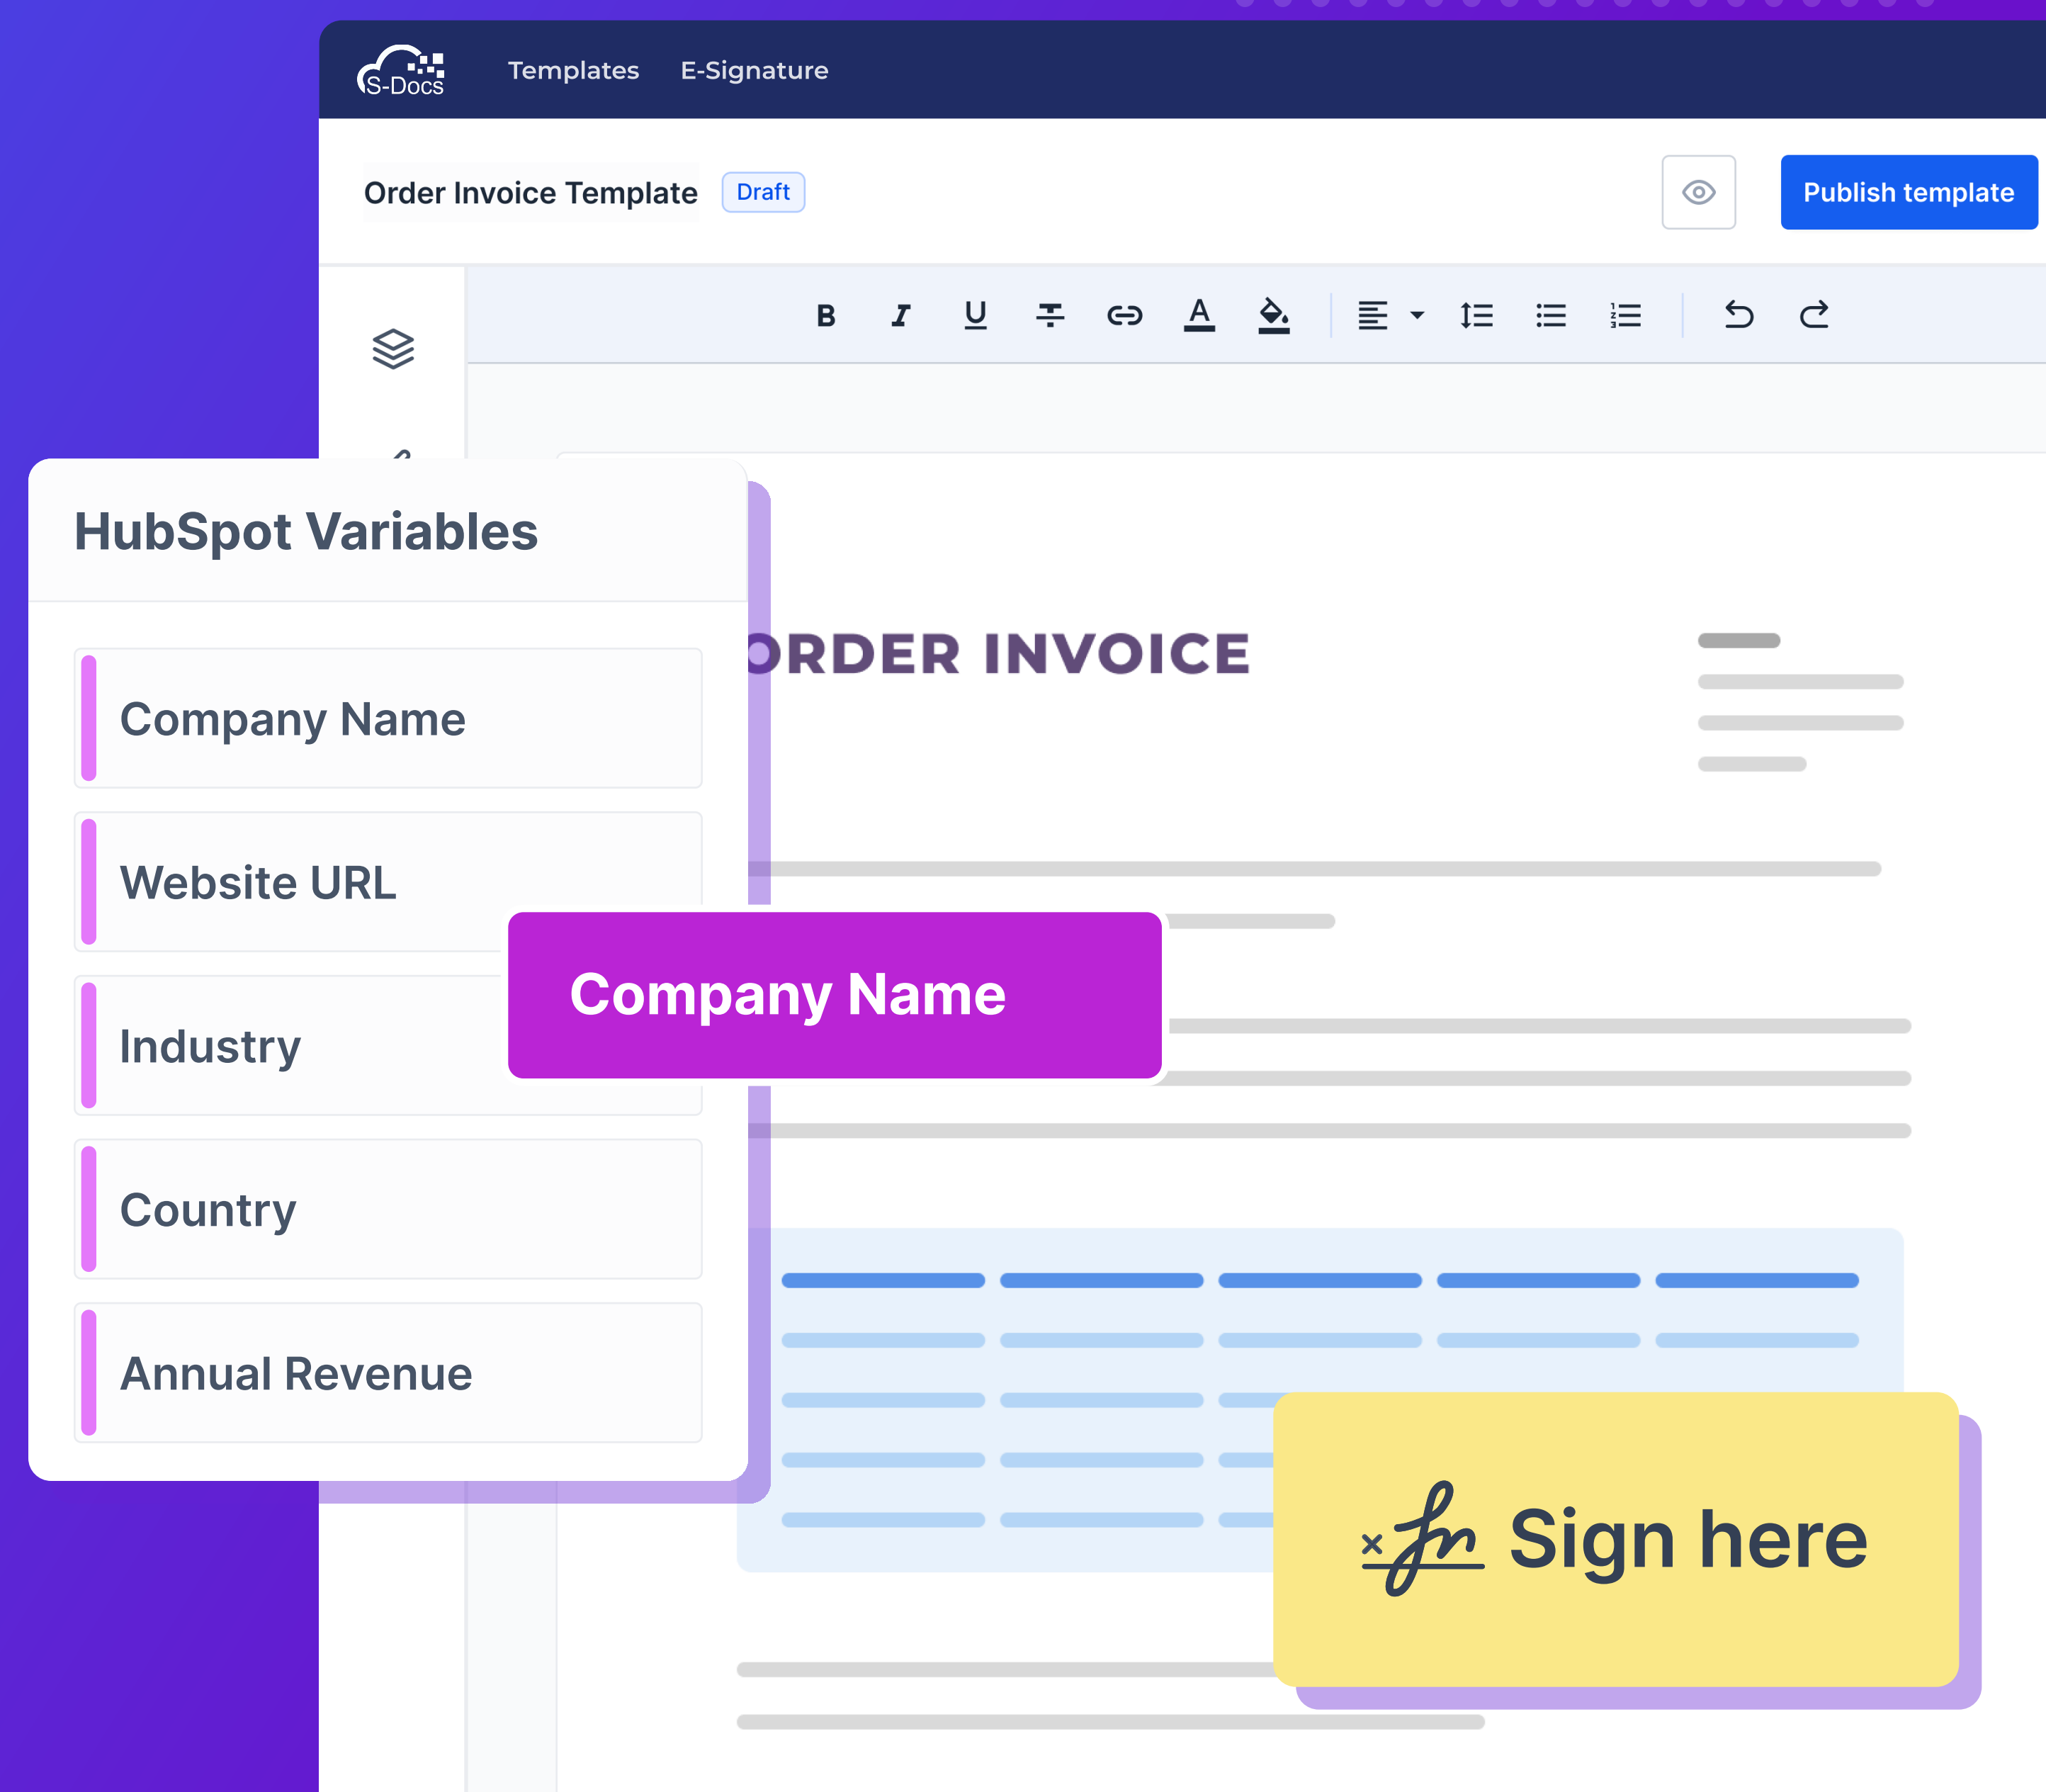 S-Docs
Templates
E-Signature
Order Invoice Template
Draft
Publish template
B
I
U
A
HubSpot Variables
Company Name
Website URL
Industry
Country
Annual Revenue
ORDER INVOICE
Company Name
Sign here